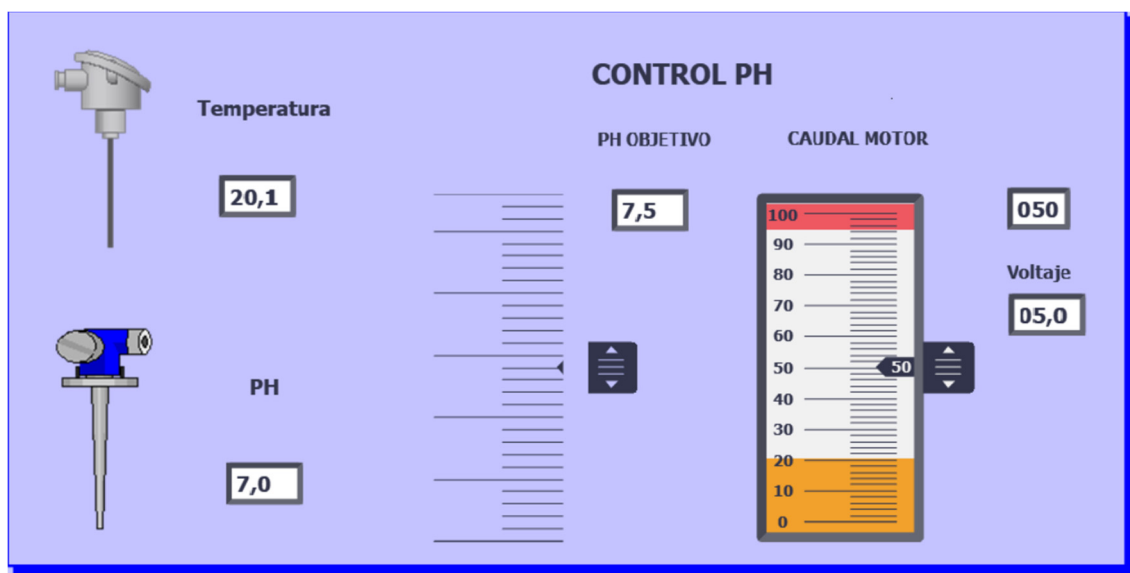 CONTROL PH
Temperatura
PH OBJETIVO
CAUDAL MOTOR
20,1
7,5
050
100
90
80
70
60
50
40
30
20
10
0
50
Voltaje
05,0
PH
7,0